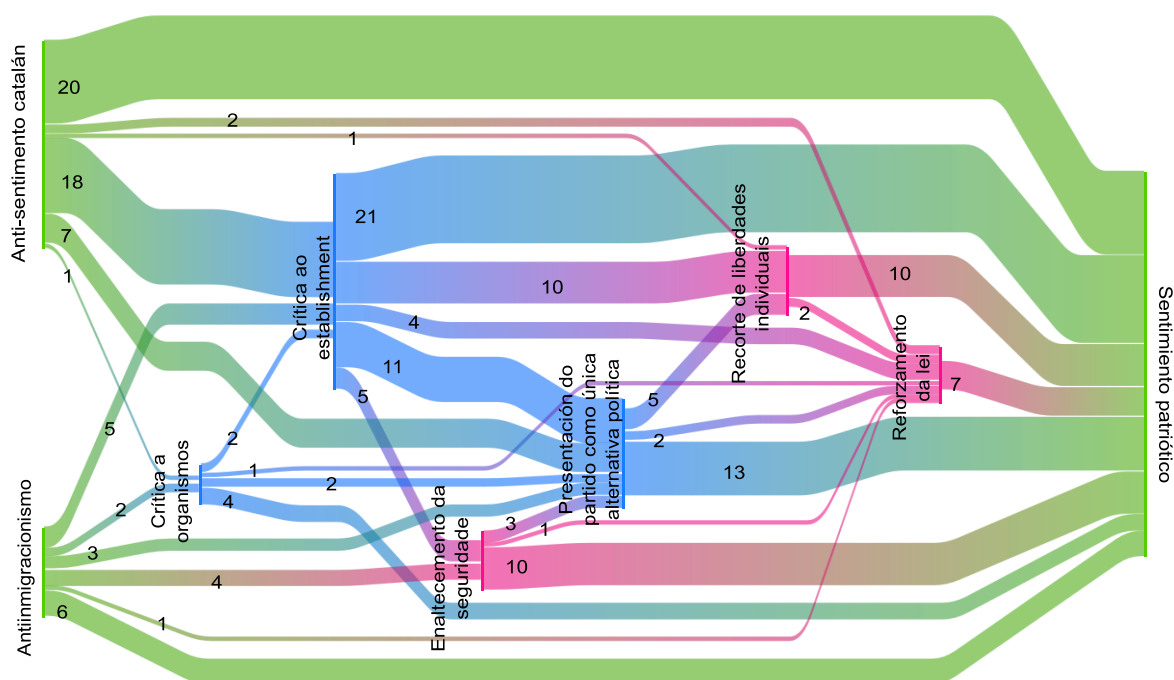 Anti-sentimento catalán
20
2
1
18
7
1
Crítica ao
establishment
21
10
4
11
5
Recorte de liberdades
individuais
10
2
Sentimiento patriótico
Reforzamento
da lei
7
Presentación do
partido como única
alternativa política
5
2
13
Crítica a
organismos
2
1
2
4
Antiinmigracionismo
5
2
3
4
1
6
Enaltecemento da
seguridade
3
1
10